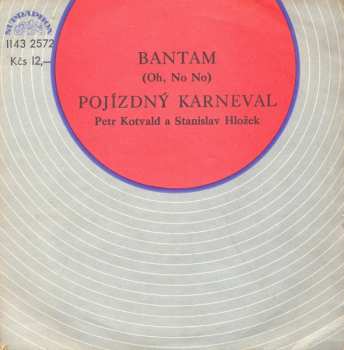 SUPRAPHON
1143 2572
Kčs 12,–
BANTAM
(Oh, No No)
POJÍZDNÝ KARNEVAL
Petr Kotvald a Stanislav Hložek